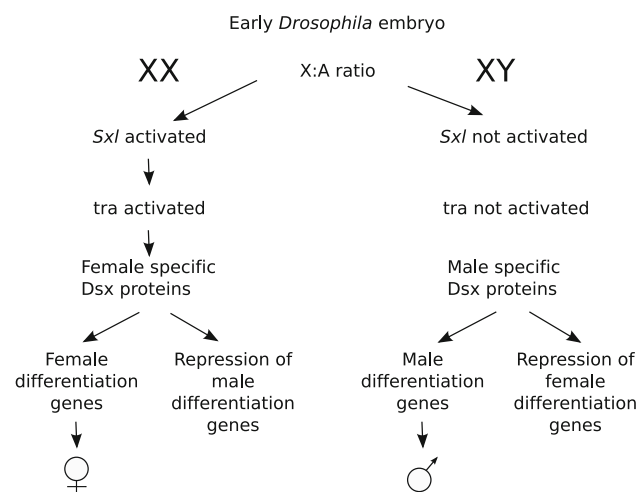 Early Drosophila embryo
XX
X:A ratio
XY
Sxl activated
Sxl not activated
tra activated
tra not activated
Female specific
Dsx proteins
Male specific
Dsx proteins
Female
differentiation
genes
Repression of
male
differentiation
genes
Male
differentiation
genes
Repression of
female
differentiation
genes